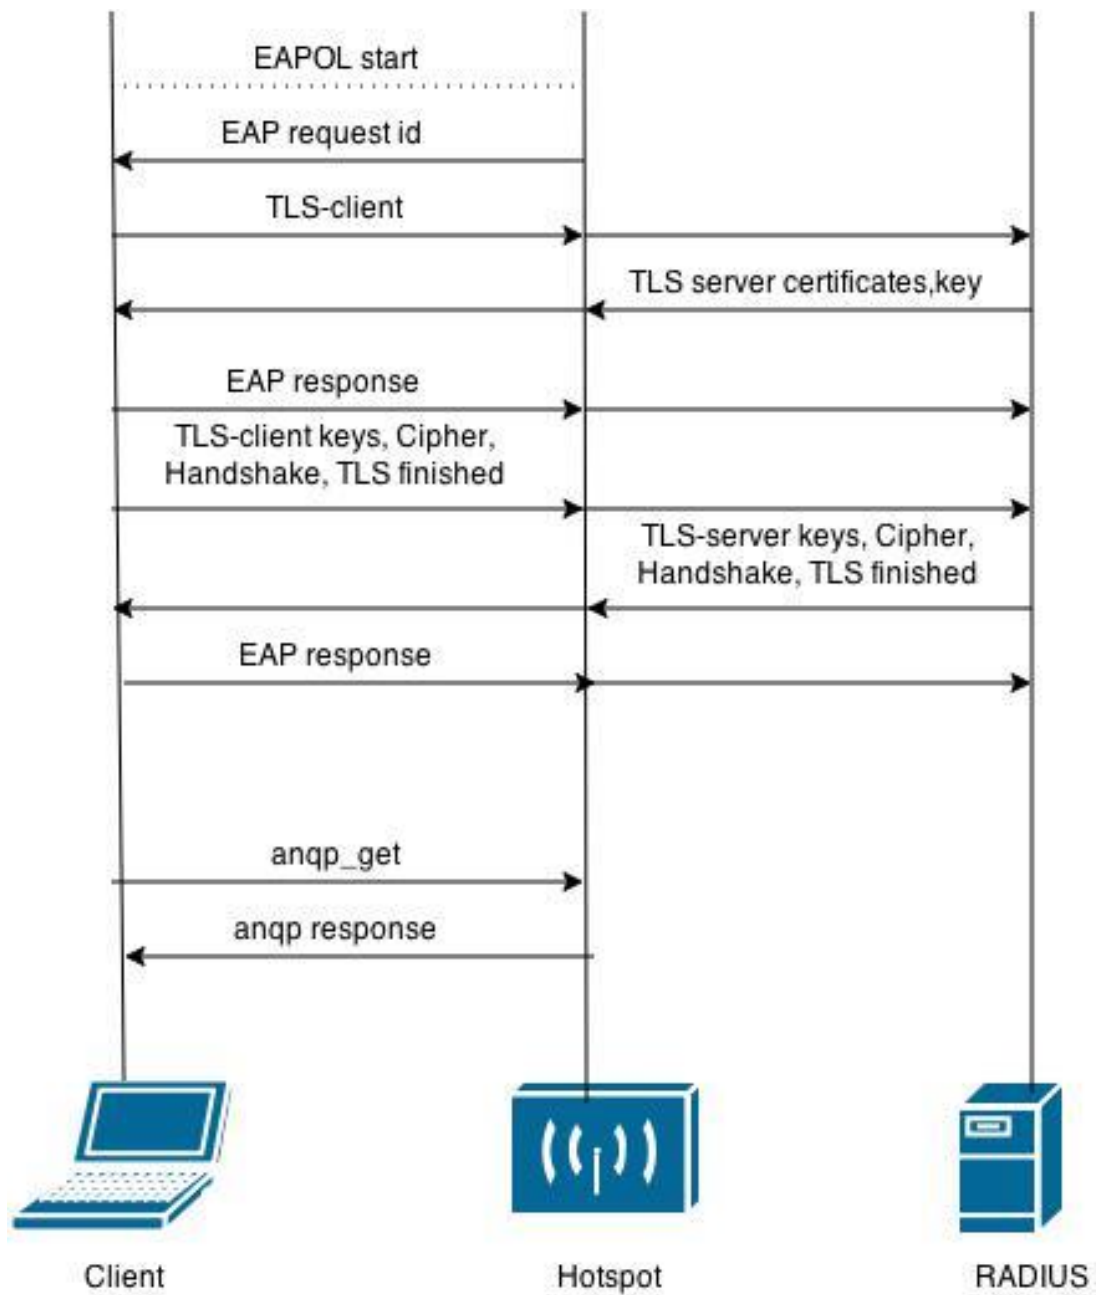 EAPOL start
EAP request id
TLS-client
TLS server certificates,key
EAP response
TLS-client keys, Cipher,
Handshake, TLS finished
TLS-server keys, Cipher,
Handshake, TLS finished
EAP response
anqp_get
anqp response
Client
Hotspot
RADIUS